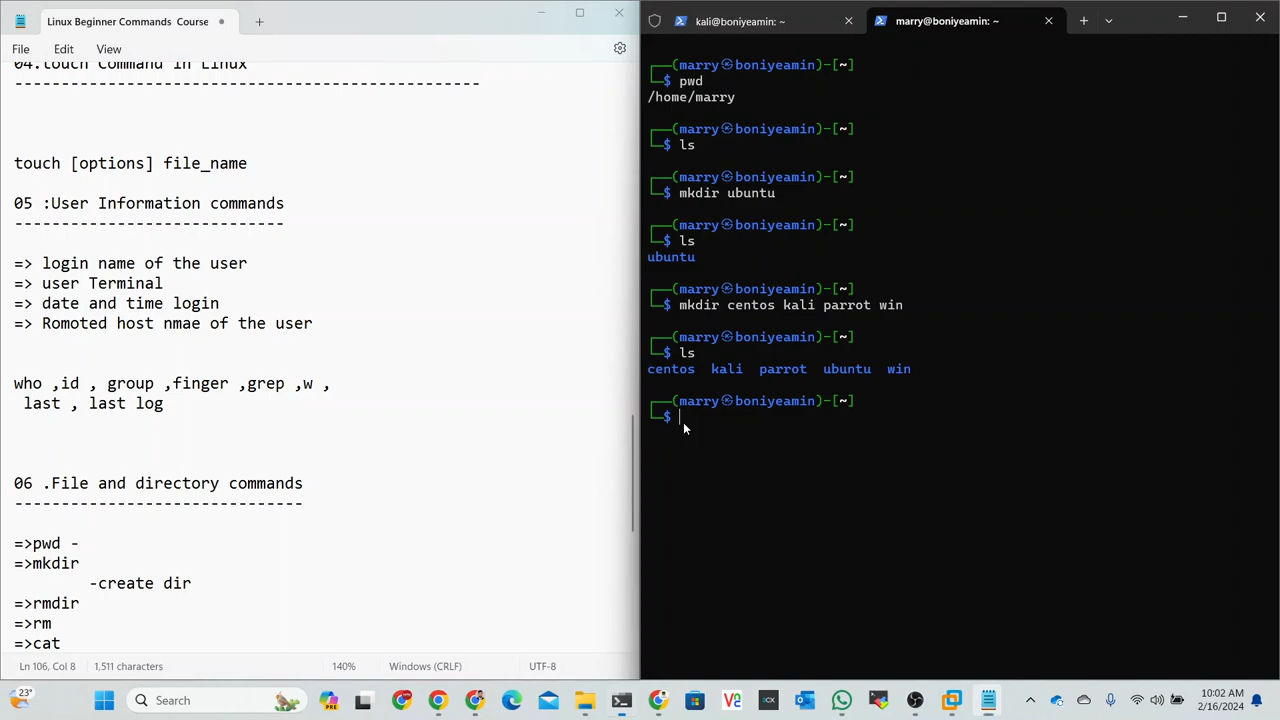 Linux Beginner Commands Course
File Edit View
04.touch Command in Linux
--------------------------------------------------
touch [options] file_name
05 :User Information commands
-----------------------------
=> login name of the user
=> user Terminal
=> date and time login
=> Romoted host nmae of the user
who ,id , group ,finger ,grep ,w ,
last , last log
06 .File and directory commands
-------------------------------
=>pwd -
=>mkdir
-create dir
=>rmdir
=>rm
=>cat
Ln 106, Col 8 1,511 characters 140% Windows (CRLF) UTF-8
kali@boniyeamin: ~ marry@boniyeamin: ~
(marry㉿boniyeamin)-[~]
$ pwd
/home/marry
(marry㉿boniyeamin)-[~]
$ ls
(marry㉿boniyeamin)-[~]
$ mkdir ubuntu
(marry㉿boniyeamin)-[~]
$ ls
ubuntu
(marry㉿boniyeamin)-[~]
$ mkdir centos kali parrot win
(marry㉿boniyeamin)-[~]
$ ls
centos kali parrot ubuntu win
(marry㉿boniyeamin)-[~]
$
23° Search 10:02 AM
2/16/2024